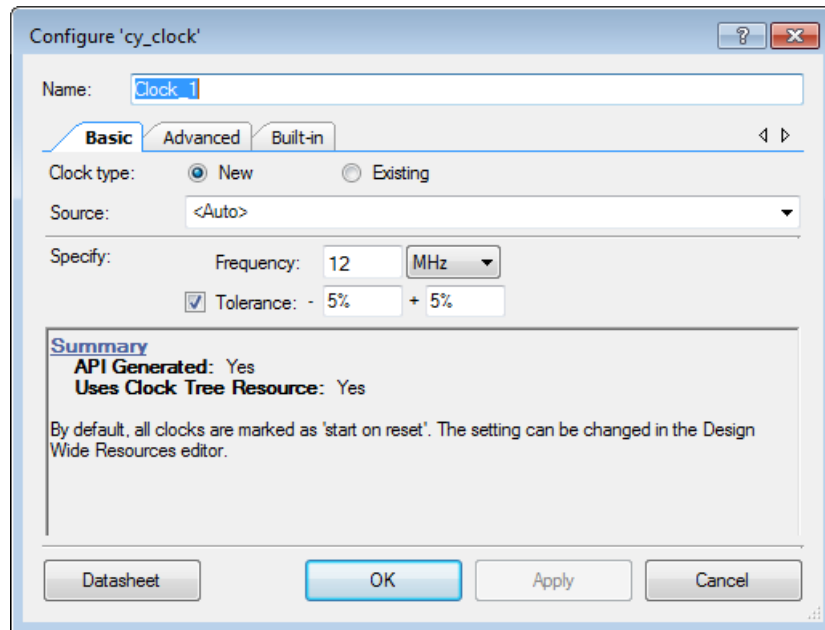 Configure 'cy_clock'
?
Name: Clock_1
Basic Advanced Built-in
Clock type: New Existing
Source: <Auto>
Specify: Frequency: 12 MHz
Tolerance: - 5% + 5%
Summary
API Generated: Yes
Uses Clock Tree Resource: Yes
By default, all clocks are marked as 'start on reset'. The setting can be changed in the Design
Wide Resources editor.
Datasheet OK Apply Cancel